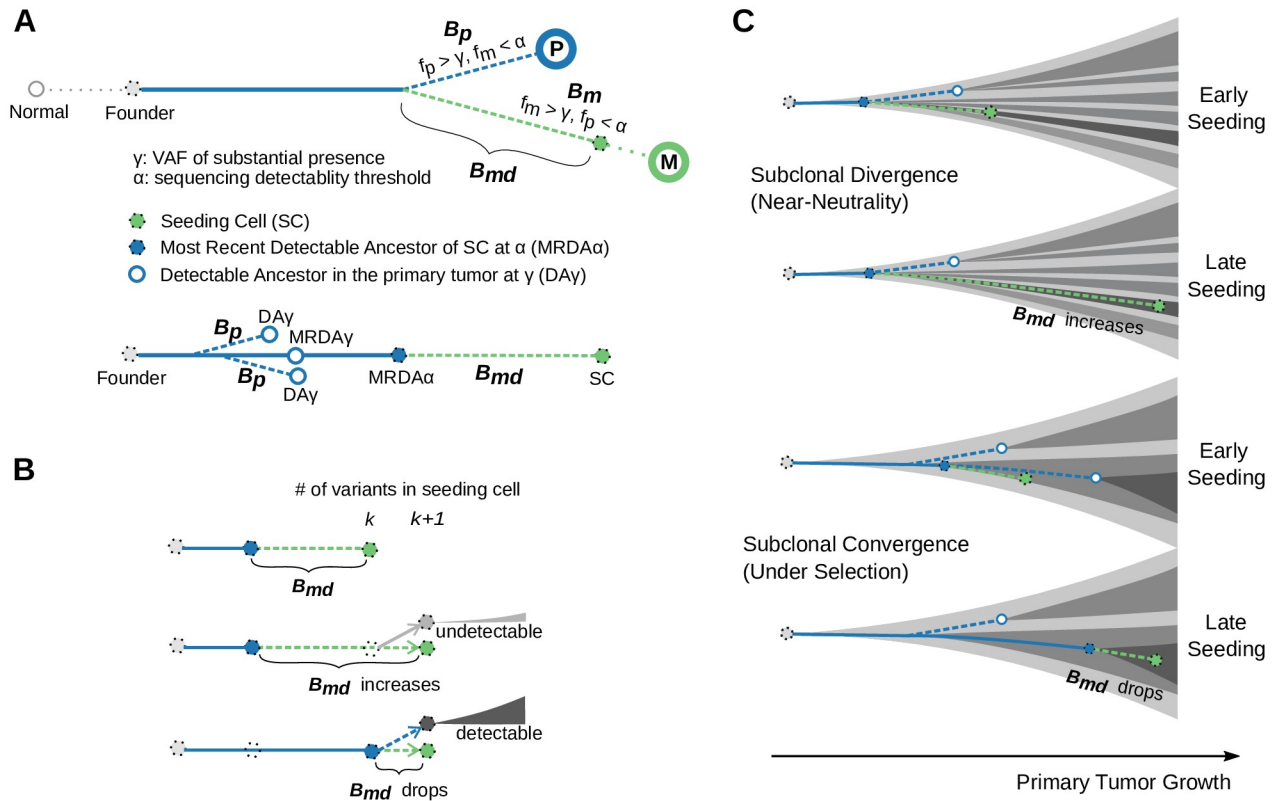 A
Bp
P
fp > γ, fm < α
Normal
Founder
Bm
fm > γ, fp < α
M
Bmd
γ: VAF of substantial presence
α: sequencing detectablity threshold
Seeding Cell (SC)
Most Recent Detectable Ancestor of SC at α (MRDAα)
Detectable Ancestor in the primary tumor at γ (DAγ)
DAγ
Bp
MRDAγ
Founder
Bp
DAγ
MRDAα
Bmd
SC
B
# of variants in seeding cell
k k+1
Bmd
undetectable
Bmd increases
detectable
Bmd drops
C
Early
Seeding
Subclonal Divergence
(Near-Neutrality)
Late
Seeding
Bmd increases
Early
Seeding
Subclonal Convergence
(Under Selection)
Late
Seeding
Bmd drops
Primary Tumor Growth